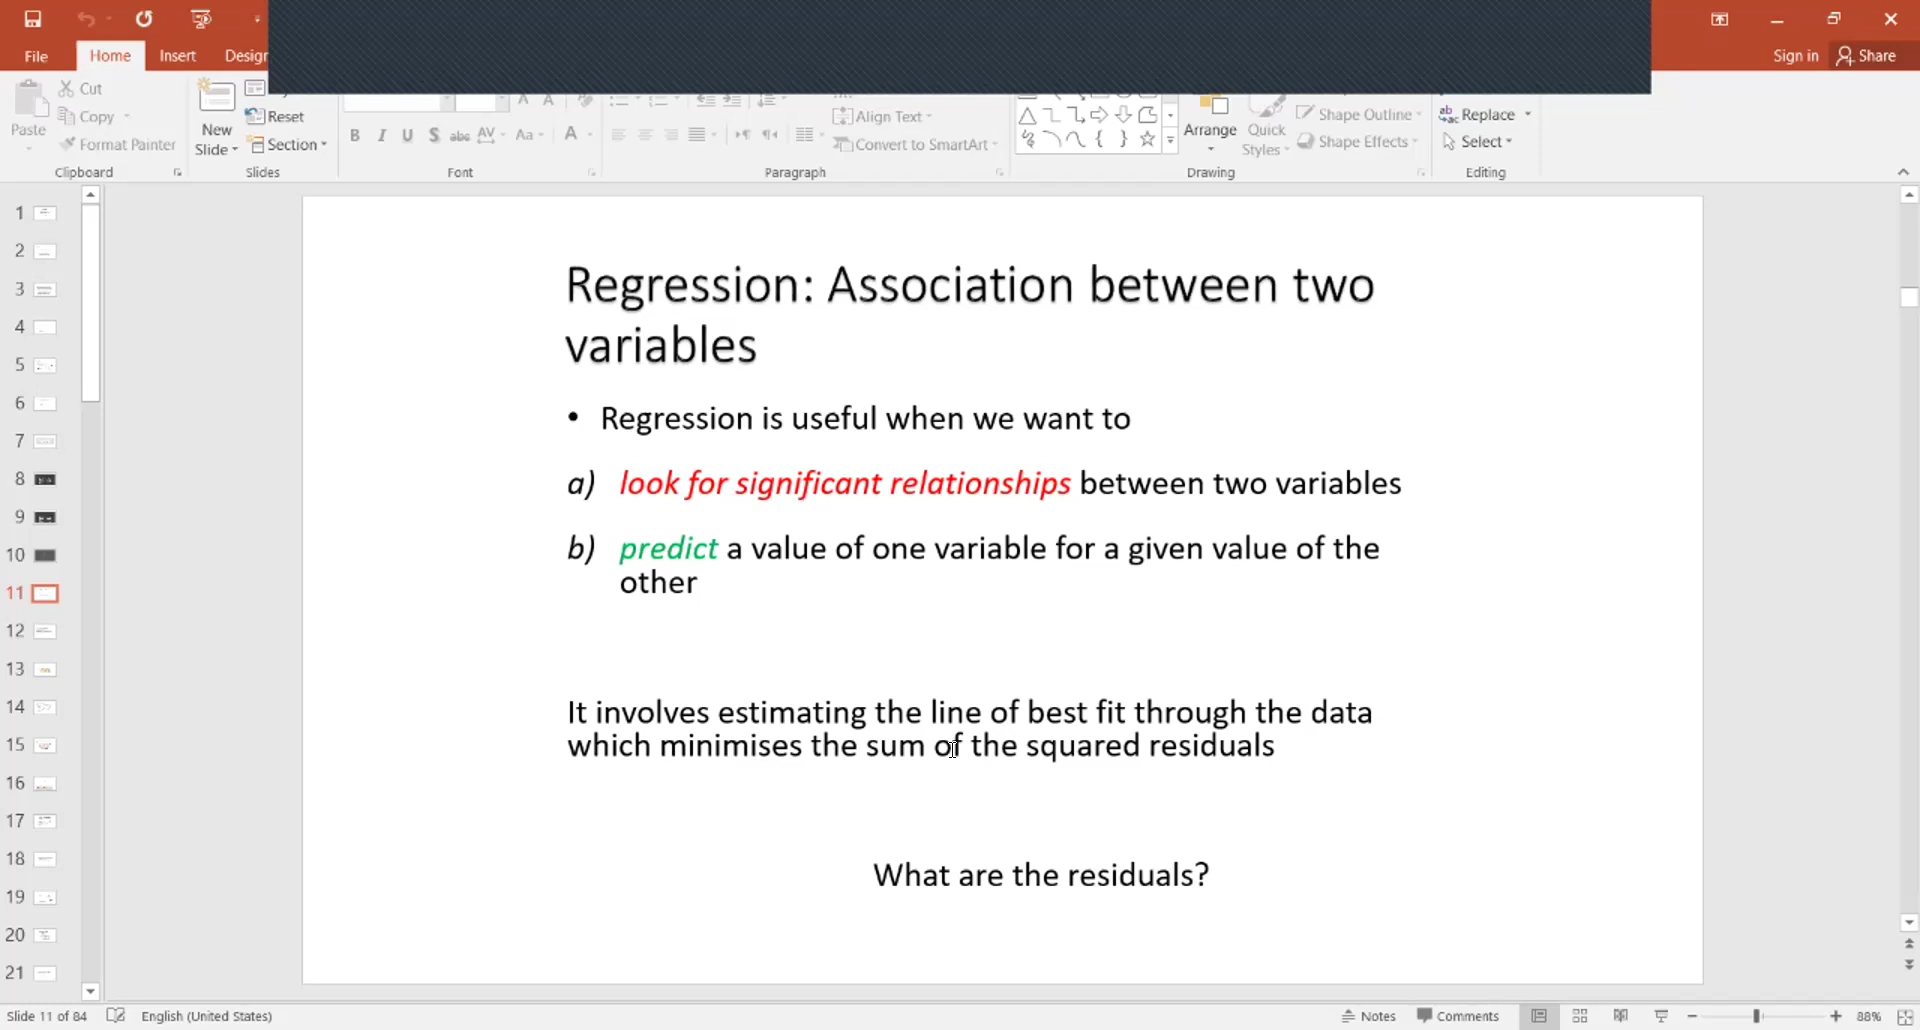 File Home Insert Design
Sign in Share
Paste
Cut
Copy
Format Painter
Clipboard
New
Slide
Reset
Section
Slides
B I U S abc AV Aa A
Font
Align Text
Convert to SmartArt
Paragraph
Arrange
Quick
Styles
Shape Outline
Shape Effects
Drawing
Replace
Select
Editing
1
2
3
4
5
6
7
8
9
10
11
12
13
14
15
16
17
18
19
20
21
Regression: Association between two
variables
• Regression is useful when we want to
a) look for significant relationships between two variables
b) predict a value of one variable for a given value of the
other
It involves estimating the line of best fit through the data
which minimises the sum of the squared residuals
What are the residuals?
Slide 11 of 84 English (United States) Notes Comments 88%